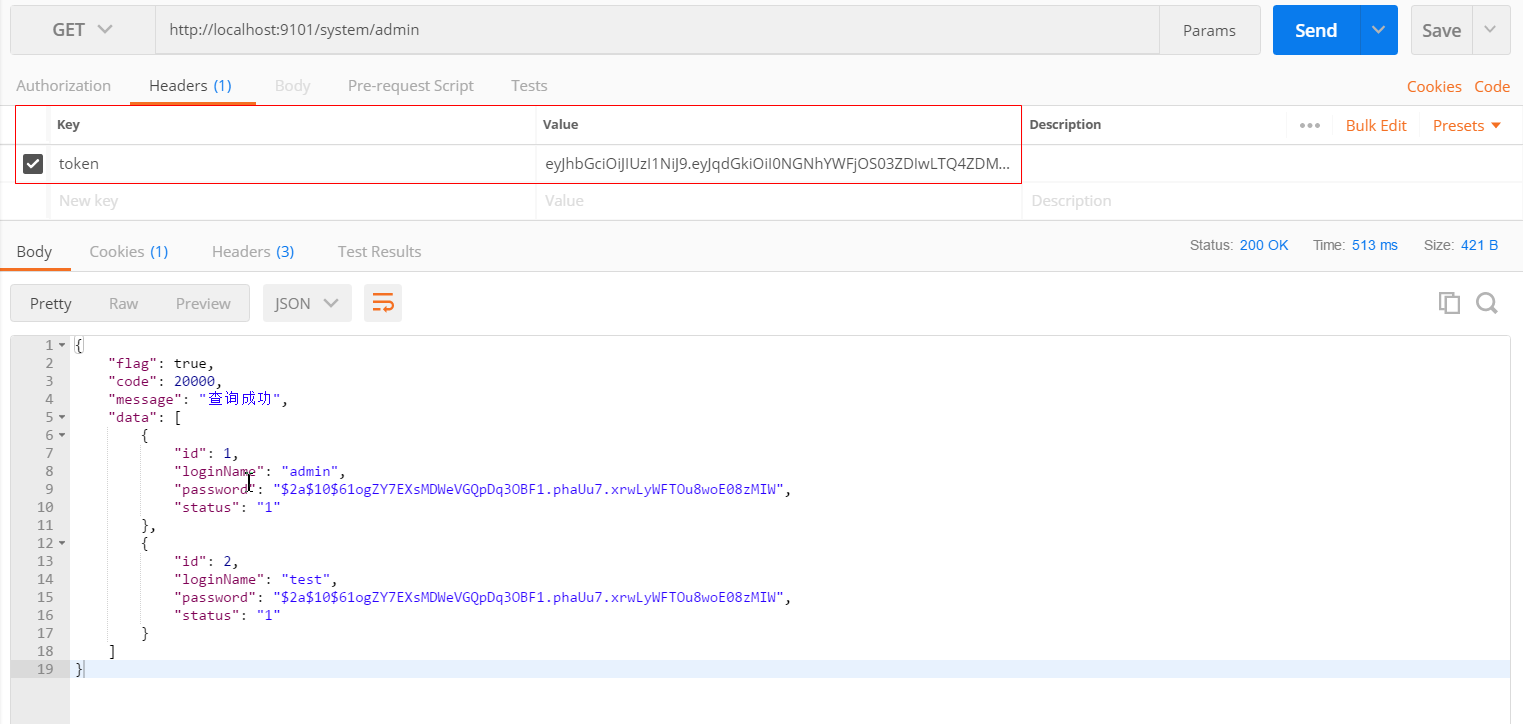 GET http://localhost:9101/system/admin Params Send Save
Authorization Headers (1) Body Pre-request Script Tests Cookies Code
Key Value Description ••• Bulk Edit Presets
token eyJhbGciOiJIUzI1NiJ9.eyJqdGkiOiI0NGNhYWFjOS03ZDIwLTQ4ZDM...
New key Value Description
Body Cookies (1) Headers (3) Test Results Status: 200 OK Time: 513 ms Size: 421 B
Pretty Raw Preview JSON
1 {
2 "flag": true,
3 "code": 20000,
4 "message": "查询成功",
5 "data": [
6 {
7 "id": 1,
8 "loginName": "admin",
9 "password": "$2a$10$61ogZY7EXsMDWeVGQpDq3OBF1.phaUu7.xrwLyWFTOu8woE08zMIW",
10 "status": "1"
11 },
12 {
13 "id": 2,
14 "loginName": "test",
15 "password": "$2a$10$61ogZY7EXsMDWeVGQpDq3OBF1.phaUu7.xrwLyWFTOu8woE08zMIW",
16 "status": "1"
17 }
18 ]
19 }